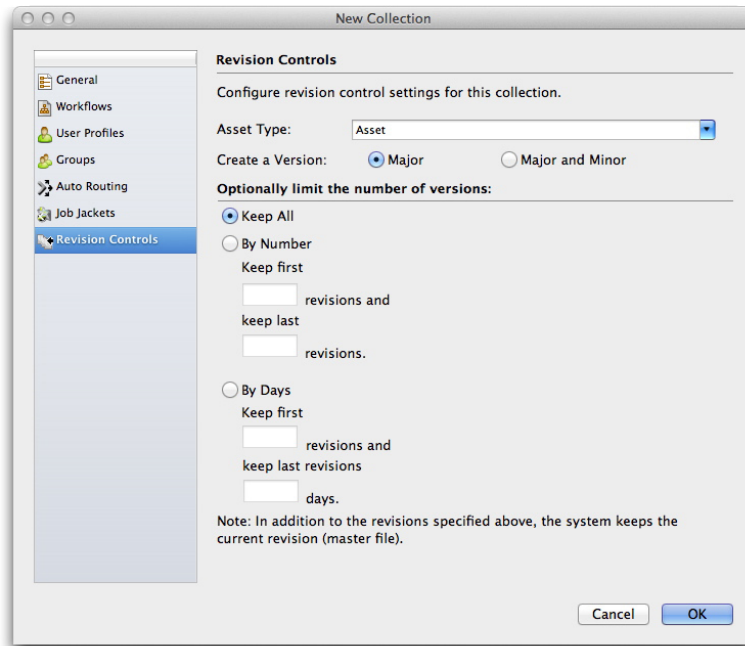 New Collection
General
Workflows
User Profiles
Groups
Auto Routing
Job Jackets
Revision Controls
Revision Controls
Configure revision control settings for this collection.
Asset Type: Asset
Create a Version: Major Major and Minor
Optionally limit the number of versions:
Keep All
By Number
Keep first
revisions and
keep last
revisions.
By Days
Keep first
revisions and
keep last revisions
days.
Note: In addition to the revisions specified above, the system keeps the
current revision (master file).
Cancel OK